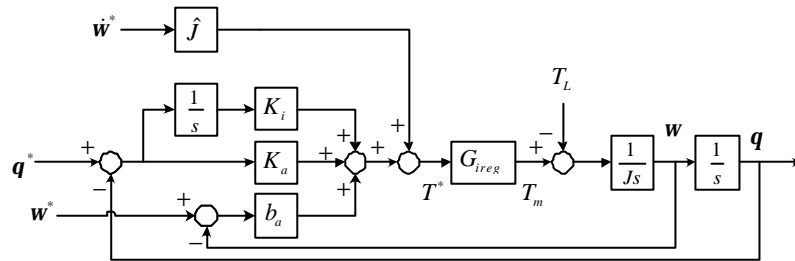 ẇ* Ĵ
T_L
1/s K_i w q
q* K_a G_ireg 1/Js 1/s
T* T_m
w* b_a
+ − + − + + + + + + −